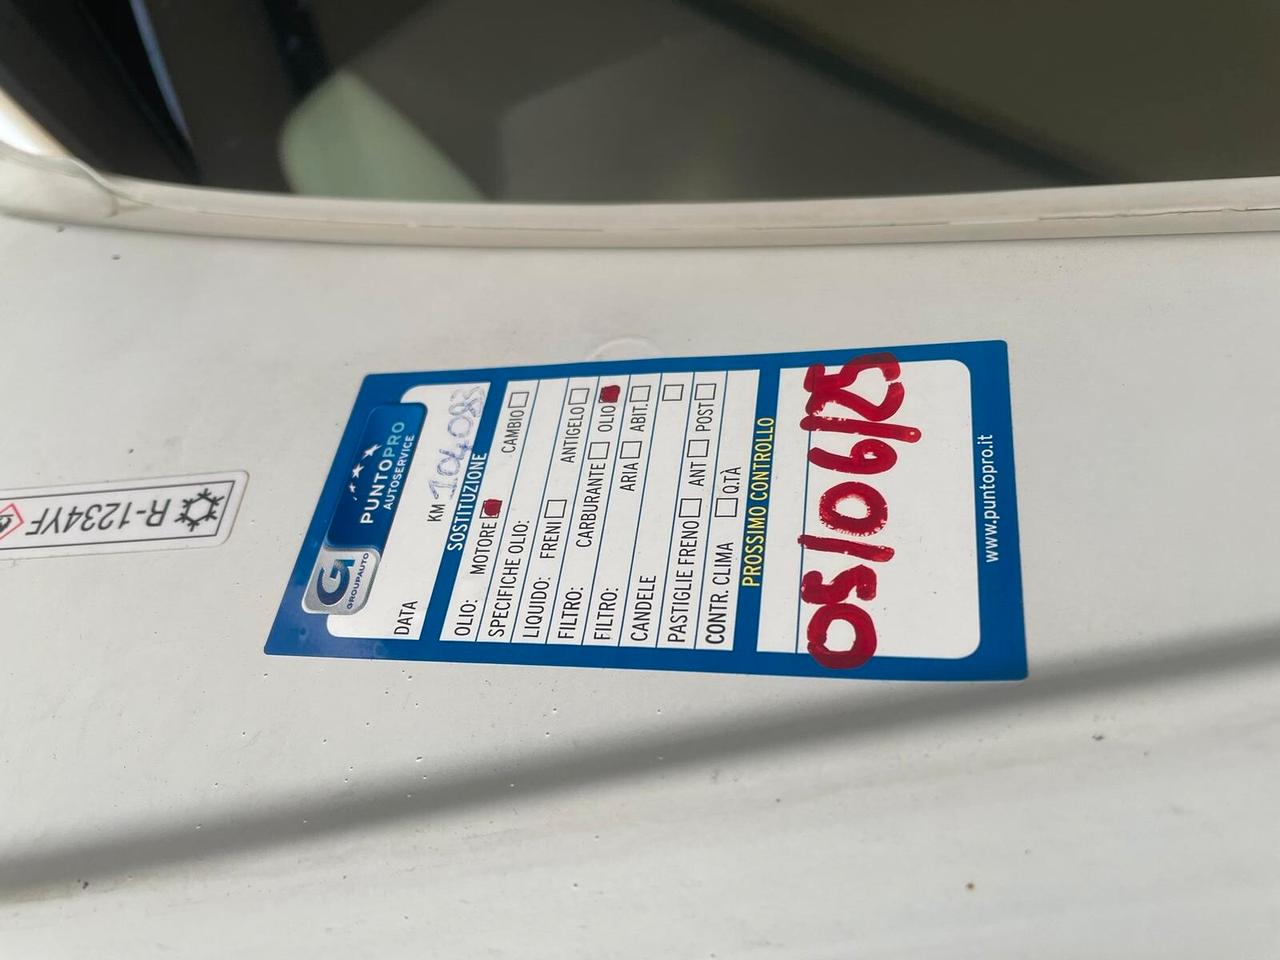 G1
GROUPAUTO
PUNTOPRO
AUTOSERVICE
DATA KM 104083
SOSTITUZIONE
OLIO: MOTORE CAMBIO
SPECIFICHE OLIO:
LIQUIDO: FRENI ANTIGELO
FILTRO: CARBURANTE OLIO
FILTRO: ARIA ABIT.
CANDELE
PASTIGLIE FRENO ANT POST
CONTR. CLIMA Q.TÀ
PROSSIMO CONTROLLO
05/06/25
www.puntopro.it
R-1234YF